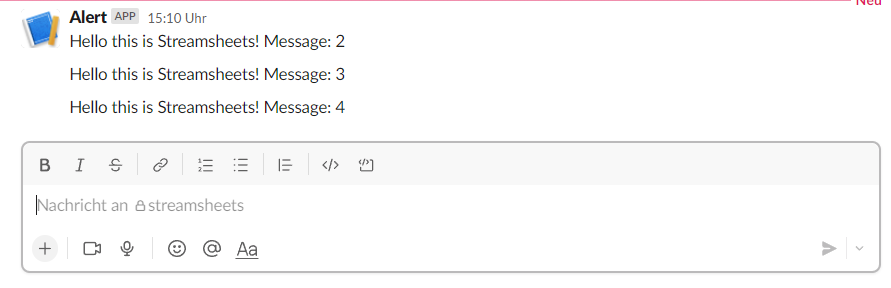 Neu
Alert APP 15:10 Uhr
Hello this is Streamsheets! Message: 2
Hello this is Streamsheets! Message: 3
Hello this is Streamsheets! Message: 4
B I S
Nachricht an streamsheets
@ Aa